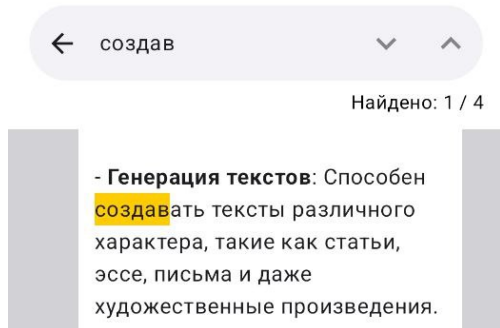 создав
Найдено: 1 / 4
- Генерация текстов: Способен
создавать тексты различного
характера, такие как статьи,
эссе, письма и даже
художественные произведения.